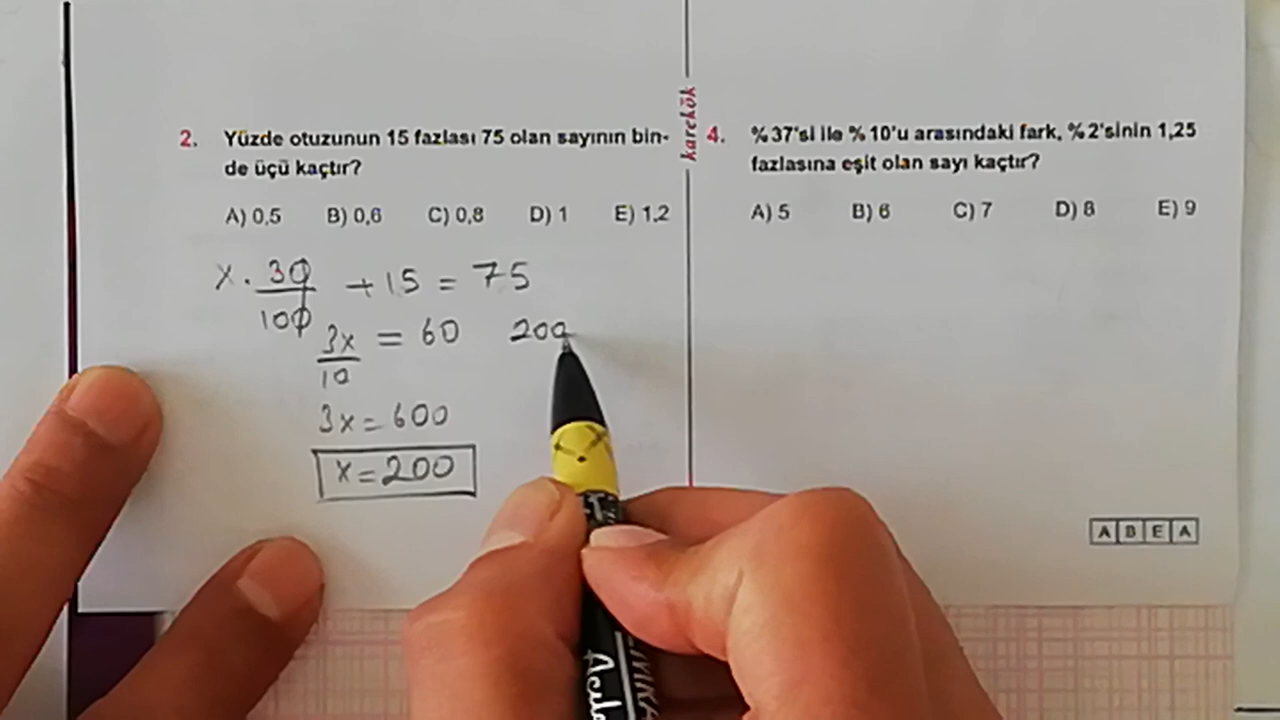 2. Yüzde otuzunun 15 fazlası 75 olan sayının bin-
de üçü kaçtır?
A) 0,5 B) 0,6 C) 0,8 D) 1 E) 1,2
x . 30/100 + 15 = 75
3x/10 = 60 200
3x = 600
x = 200
karekök
4. %37'si ile %10'u arasındaki fark, %2'sinin 1,25
fazlasına eşit olan sayı kaçtır?
A) 5 B) 6 C) 7 D) 8 E) 9
A B E A